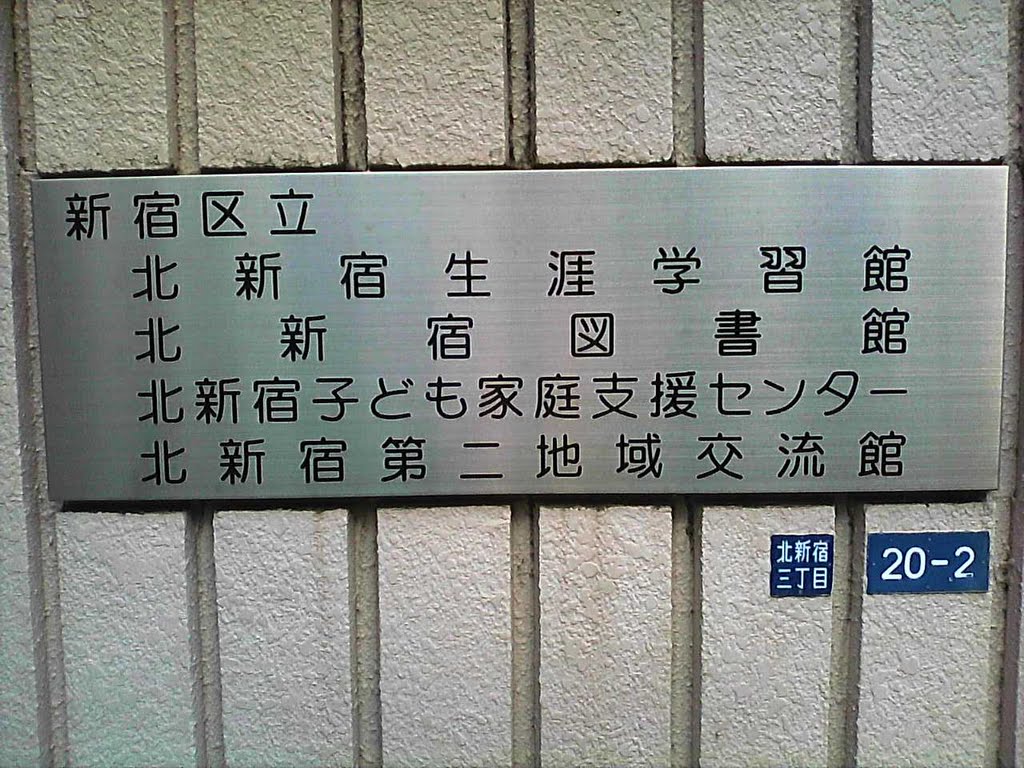 新宿区立
北新宿生涯学習館
北新宿図書館
北新宿子ども家庭支援センター
北新宿第二地域交流館
北新宿
三丁目
20-2